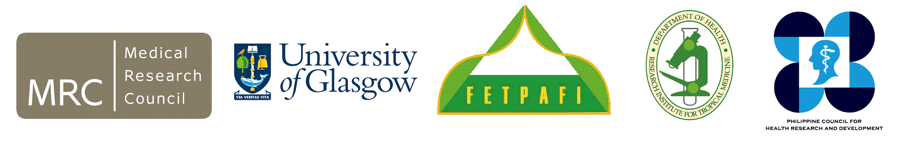 MRC
Medical
Research
Council
VIA VERITAS VITA
University
of Glasgow
FETPAFI
DEPARTMENT OF HEALTH
RESEARCH INSTITUTE FOR TROPICAL MEDICINE
PHILIPPINE COUNCIL FOR
HEALTH RESEARCH AND DEVELOPMENT